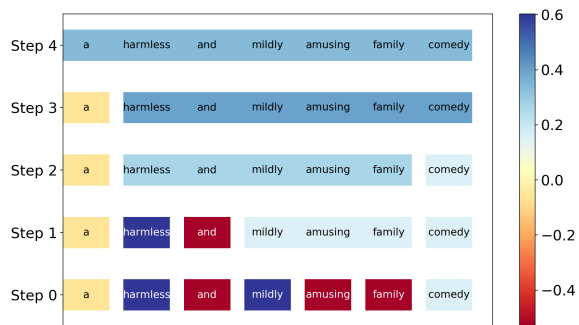 Step 4 a harmless and mildly amusing family comedy
Step 3 a harmless and mildly amusing family comedy
Step 2 a harmless and mildly amusing family comedy
Step 1 a harmless and mildly amusing family comedy
Step 0 a harmless and mildly amusing family comedy
0.6
0.4
0.2
0.0
−0.2
−0.4